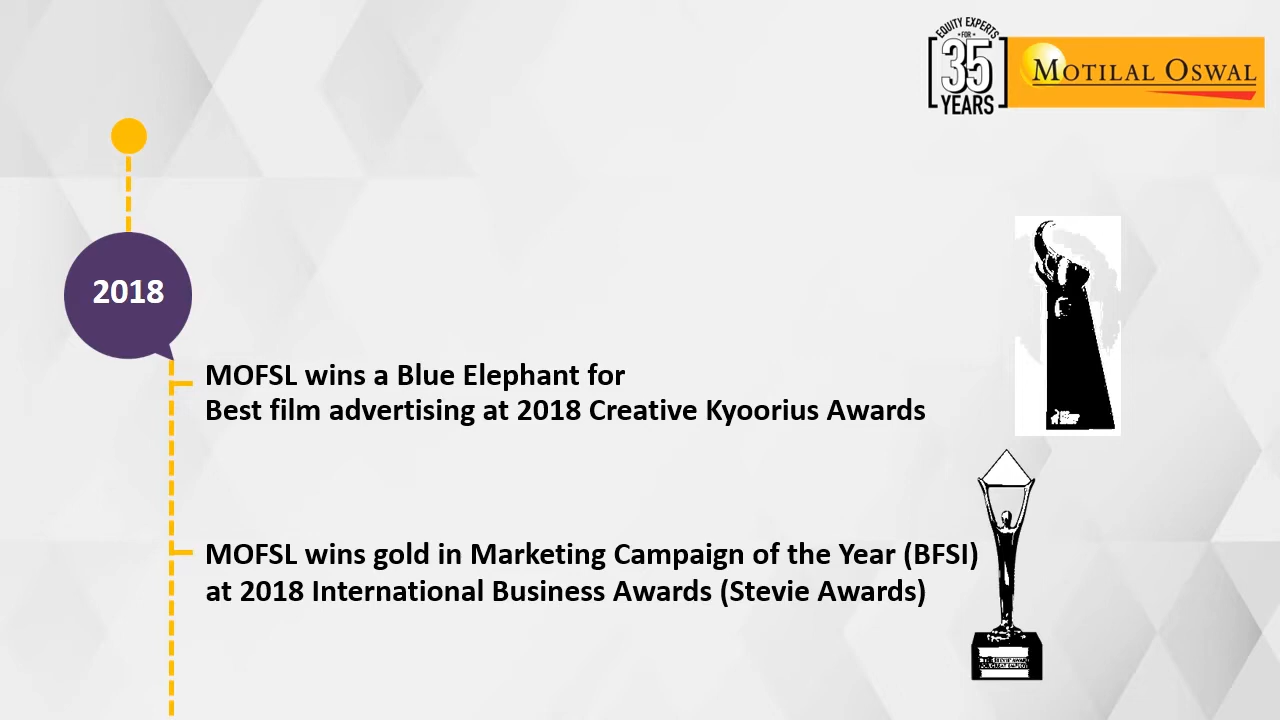 EQUITY EXPERTS
FOR
35
YEARS
MOTILAL OSWAL
2018
MOFSL wins a Blue Elephant for
Best film advertising at 2018 Creative Kyoorius Awards
MOFSL wins gold in Marketing Campaign of the Year (BFSI)
at 2018 International Business Awards (Stevie Awards)